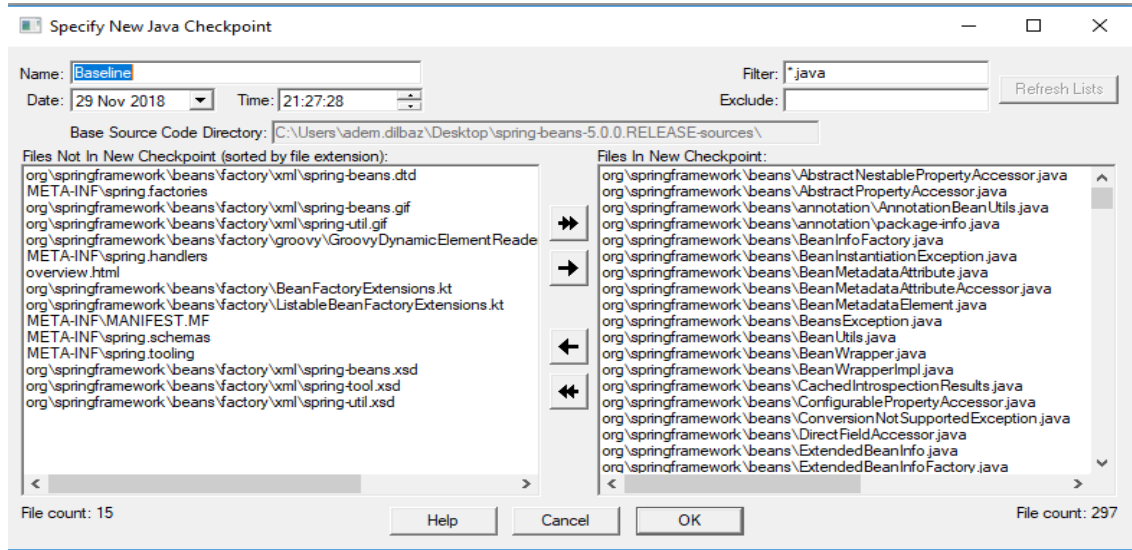 Specify New Java Checkpoint
Name: Baseline
Filter: *.java
Refresh Lists
Date: 29 Nov 2018 Time: 21:27:28
Exclude:
Base Source Code Directory: C:\Users\adem.dilbaz\Desktop\spring-beans-5.0.0.RELEASE-sources\
Files Not In New Checkpoint (sorted by file extension):
org\springframework\beans\factory\xml\spring-beans.dtd
META-INF\spring.factories
org\springframework\beans\factory\xml\spring-beans.gif
org\springframework\beans\factory\xml\spring-util.gif
org\springframework\beans\factory\groovy\GroovyDynamicElementReade
META-INF\spring.handlers
overview.html
org\springframework\beans\factory\BeanFactoryExtensions.kt
org\springframework\beans\factory\ListableBeanFactoryExtensions.kt
META-INF\MANIFEST.MF
META-INF\spring.schemas
META-INF\spring.tooling
org\springframework\beans\factory\xml\spring-beans.xsd
org\springframework\beans\factory\xml\spring-tool.xsd
org\springframework\beans\factory\xml\spring-util.xsd
File count: 15
Files In New Checkpoint:
org\springframework\beans\AbstractNestablePropertyAccessor.java
org\springframework\beans\AbstractPropertyAccessor.java
org\springframework\beans\annotation\AnnotationBeanUtils.java
org\springframework\beans\annotation\package-info.java
org\springframework\beans\BeanInfoFactory.java
org\springframework\beans\BeanInstantiationException.java
org\springframework\beans\BeanMetadataAttribute.java
org\springframework\beans\BeanMetadataAttributeAccessor.java
org\springframework\beans\BeanMetadataElement.java
org\springframework\beans\BeansException.java
org\springframework\beans\BeanUtils.java
org\springframework\beans\BeanWrapper.java
org\springframework\beans\BeanWrapperImpl.java
org\springframework\beans\CachedIntrospectionResults.java
org\springframework\beans\ConfigurablePropertyAccessor.java
org\springframework\beans\ConversionNotSupportedException.java
org\springframework\beans\DirectFieldAccessor.java
org\springframework\beans\ExtendedBeanInfo.java
org\springframework\beans\ExtendedBeanInfoFactory.java
File count: 297
Help Cancel OK